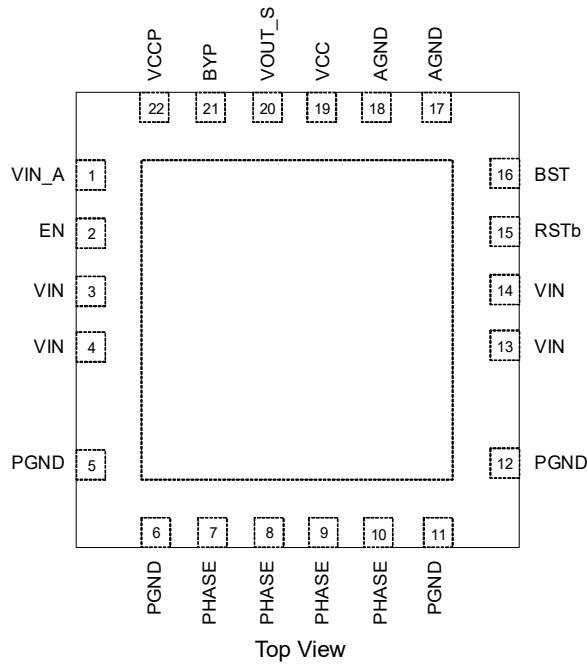 VCCP
BYP
VOUT_S
VCC
AGND
AGND
22 21 20 19 18 17
VIN_A 1 16 BST
EN 2 15 RSTb
VIN 3 14 VIN
VIN 4 13 VIN
PGND 5 12 PGND
6 7 8 9 10 11
PGND
PHASE
PHASE
PHASE
PHASE
PGND
Top View